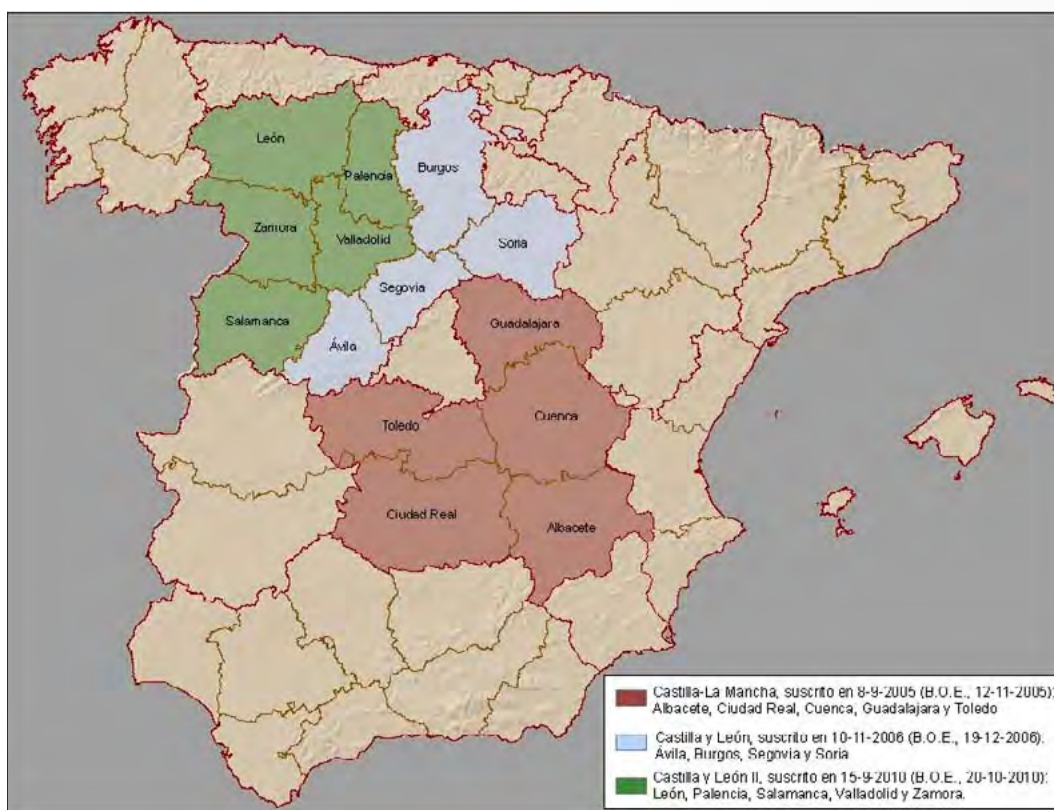 León
Palencia
Burgos
Zamora
Valladolid
Soria
Segovia
Salamanca
Ávila
Guadalajara
Toledo
Cuenca
Ciudad Real
Albacete
Castilla-La Mancha, suscrito en 8-9-2005 (B.O.E., 12-11-2005):
Albacete, Ciudad Real, Cuenca, Guadalajara y Toledo
Castilla y León, suscrito en 10-11-2006 (B.O.E., 19-12-2006):
Ávila, Burgos, Segovia y Soria
Castilla y León II, suscrito en 15-9-2010 (B.O.E., 20-10-2010):
León, Palencia, Salamanca, Valladolid y Zamora.